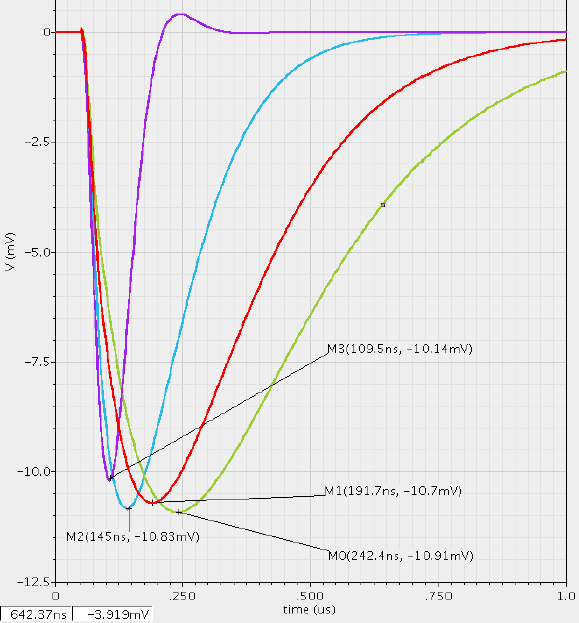 0
−2.5
−5.0
−7.5
−10.0
−12.5
V (mV)
M3(109.5ns, −10.14mV)
M1(191.7ns, −10.7mV)
M2(145ns, −10.83mV)
M0(242.4ns, −10.91mV)
0 .250 .500 .750 1.0
time (us)
642.37ns −3.919mV